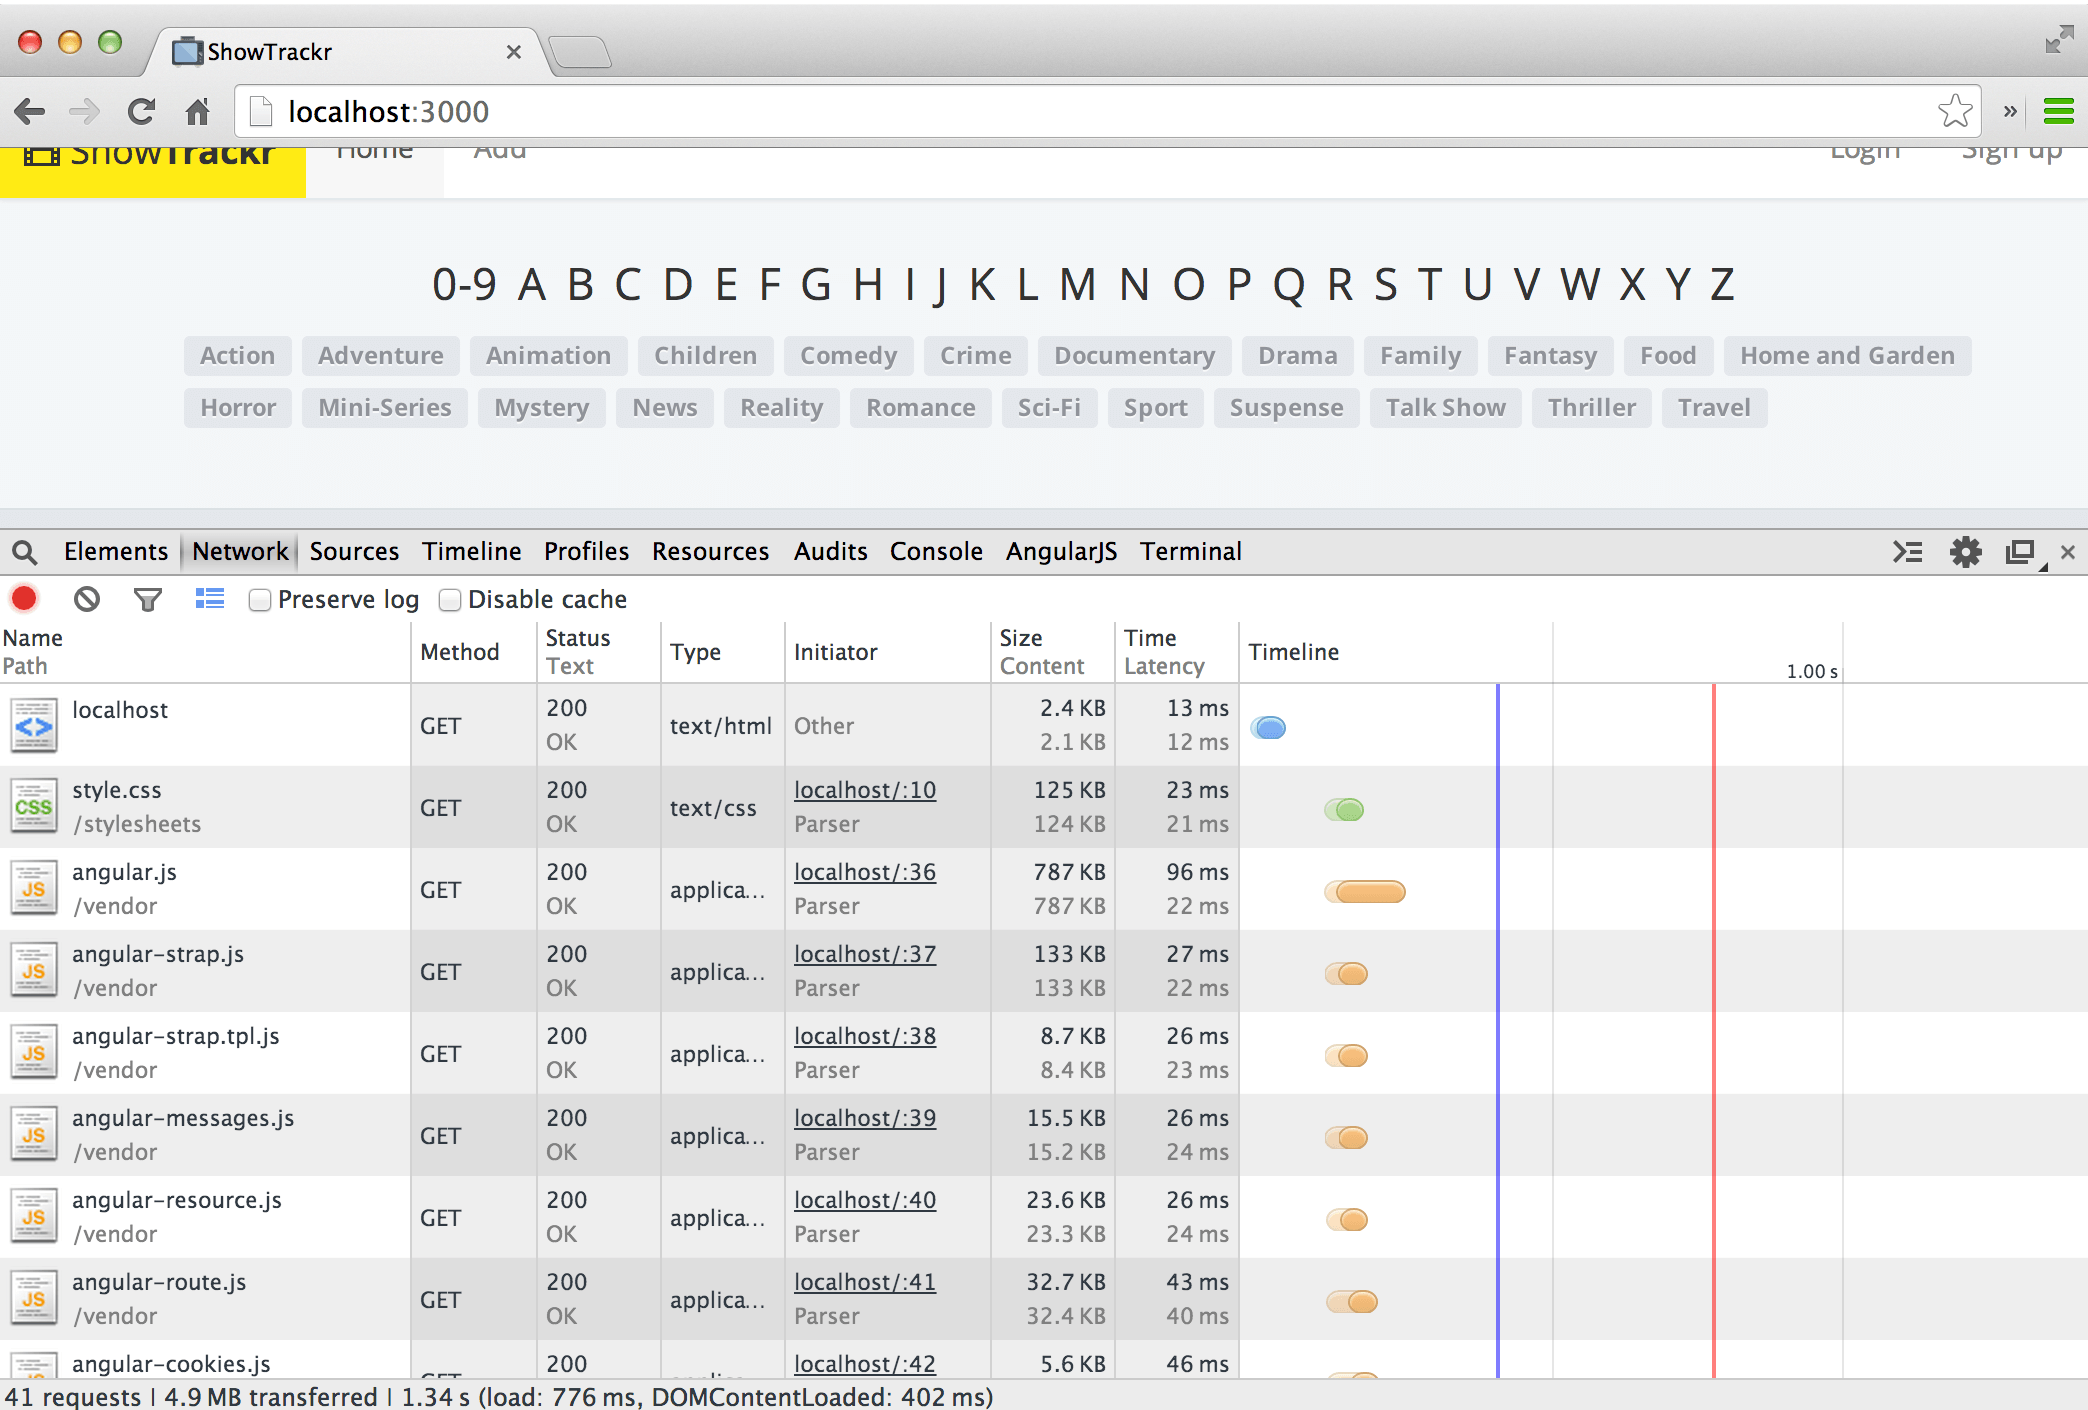 ShowTrackr
localhost:3000
ShowTrackr Home Add Login Sign up
0-9 A B C D E F G H I J K L M N O P Q R S T U V W X Y Z
Action Adventure Animation Children Comedy Crime Documentary Drama Family Fantasy Food Home and Garden
Horror Mini-Series Mystery News Reality Romance Sci-Fi Sport Suspense Talk Show Thriller Travel
Elements Network Sources Timeline Profiles Resources Audits Console AngularJS Terminal
Preserve log Disable cache
Name Method Status Type Initiator Size Time Timeline
Path Text Content Latency 1.00 s
localhost GET 200 text/html Other 2.4 KB 13 ms
OK 2.1 KB 12 ms
CSS style.css GET 200 text/css localhost/:10 125 KB 23 ms
/stylesheets OK Parser 124 KB 21 ms
JS angular.js GET 200 applica... localhost/:36 787 KB 96 ms
/vendor OK Parser 787 KB 22 ms
JS angular-strap.js GET 200 applica... localhost/:37 133 KB 27 ms
/vendor OK Parser 133 KB 22 ms
JS angular-strap.tpl.js GET 200 applica... localhost/:38 8.7 KB 26 ms
/vendor OK Parser 8.4 KB 23 ms
JS angular-messages.js GET 200 applica... localhost/:39 15.5 KB 26 ms
/vendor OK Parser 15.2 KB 24 ms
JS angular-resource.js GET 200 applica... localhost/:40 23.6 KB 26 ms
/vendor OK Parser 23.3 KB 24 ms
JS angular-route.js GET 200 applica... localhost/:41 32.7 KB 43 ms
/vendor OK Parser 32.4 KB 40 ms
angular-cookies.js 200 localhost/:42 5.6 KB 46 ms
41 requests | 4.9 MB transferred | 1.34 s (load: 776 ms, DOMContentLoaded: 402 ms)